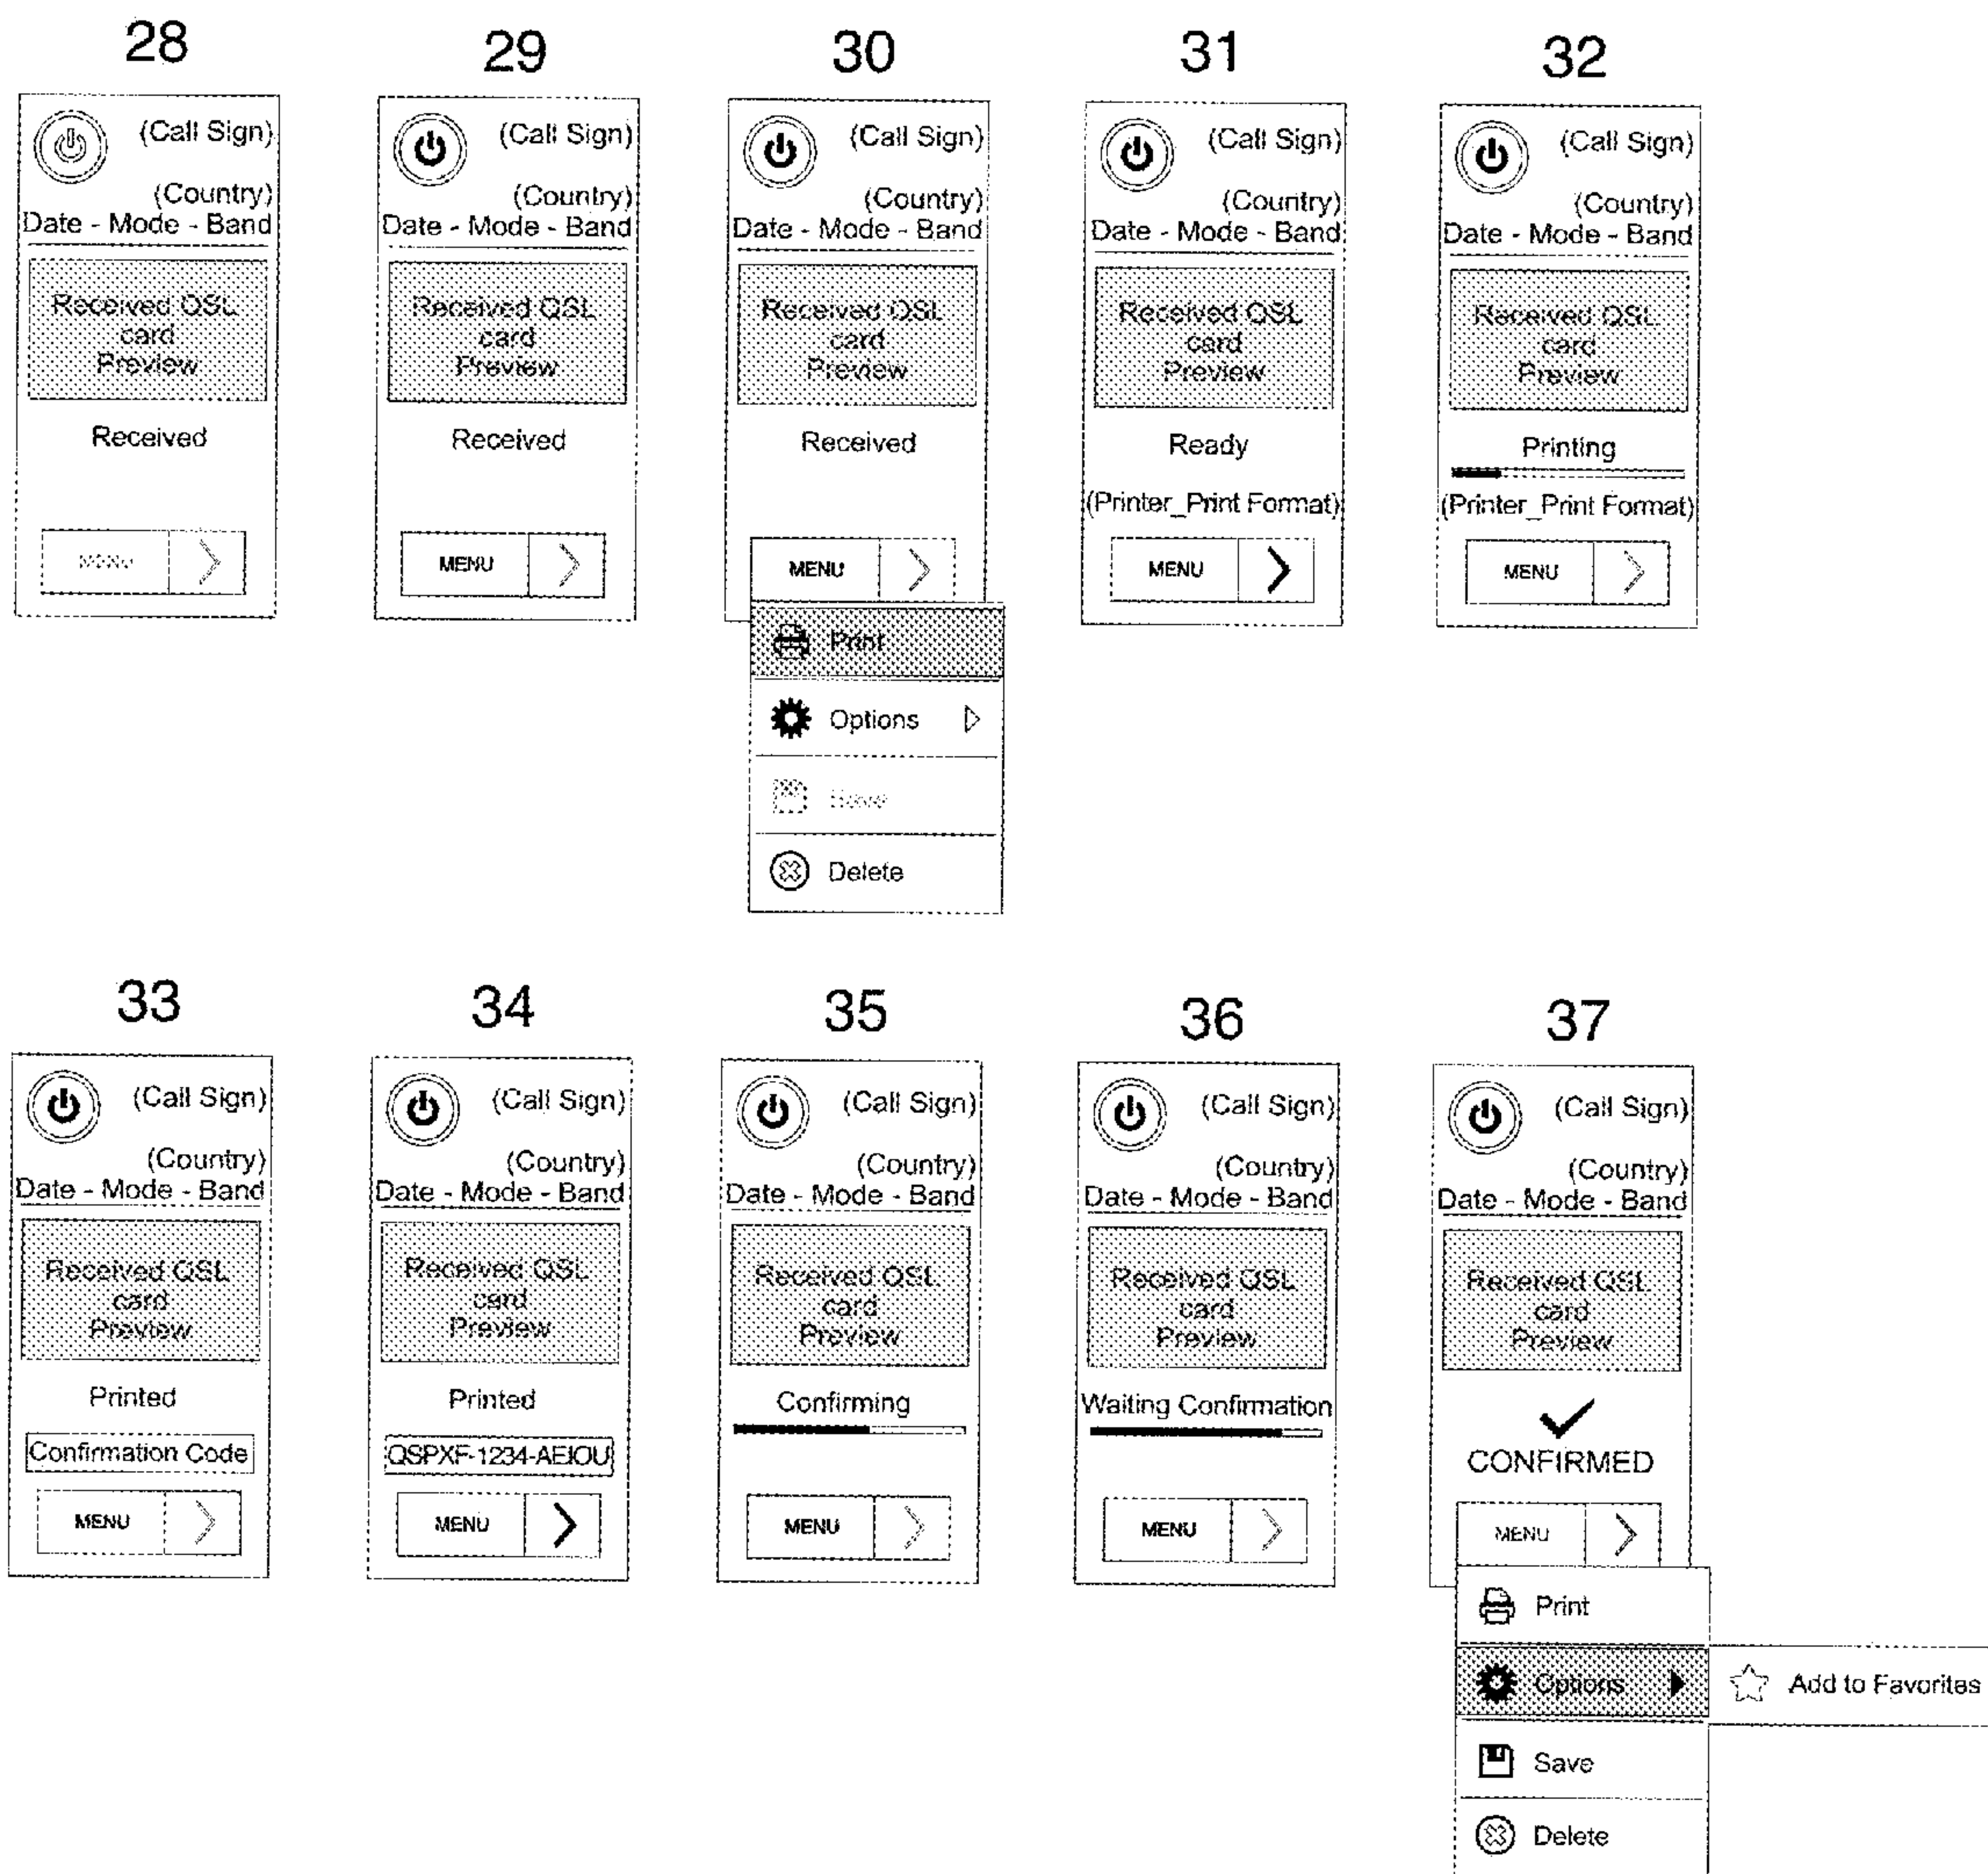 28
(Call Sign)
(Country)
Date - Mode - Band
Received QSL
card
Preview
Received
MENU
29
(Call Sign)
(Country)
Date - Mode - Band
Received QSL
card
Preview
Received
MENU
30
(Call Sign)
(Country)
Date - Mode - Band
Received QSL
card
Preview
Received
MENU
Print
Options
Save
Delete
31
(Call Sign)
(Country)
Date - Mode - Band
Received QSL
card
Preview
Ready
(Printer_Print Format)
MENU
32
(Call Sign)
(Country)
Date - Mode - Band
Received QSL
card
Preview
Printing
(Printer_Print Format)
MENU
33
(Call Sign)
(Country)
Date - Mode - Band
Received QSL
card
Preview
Printed
Confirmation Code
MENU
34
(Call Sign)
(Country)
Date - Mode - Band
Received QSL
card
Preview
Printed
QSPXF-1234-AEIOU
MENU
35
(Call Sign)
(Country)
Date - Mode - Band
Received QSL
card
Preview
Confirming
MENU
36
(Call Sign)
(Country)
Date - Mode - Band
Received QSL
card
Preview
Waiting Confirmation
MENU
37
(Call Sign)
(Country)
Date - Mode - Band
Received QSL
card
Preview
CONFIRMED
MENU
Print
Options
Add to Favorites
Save
Delete